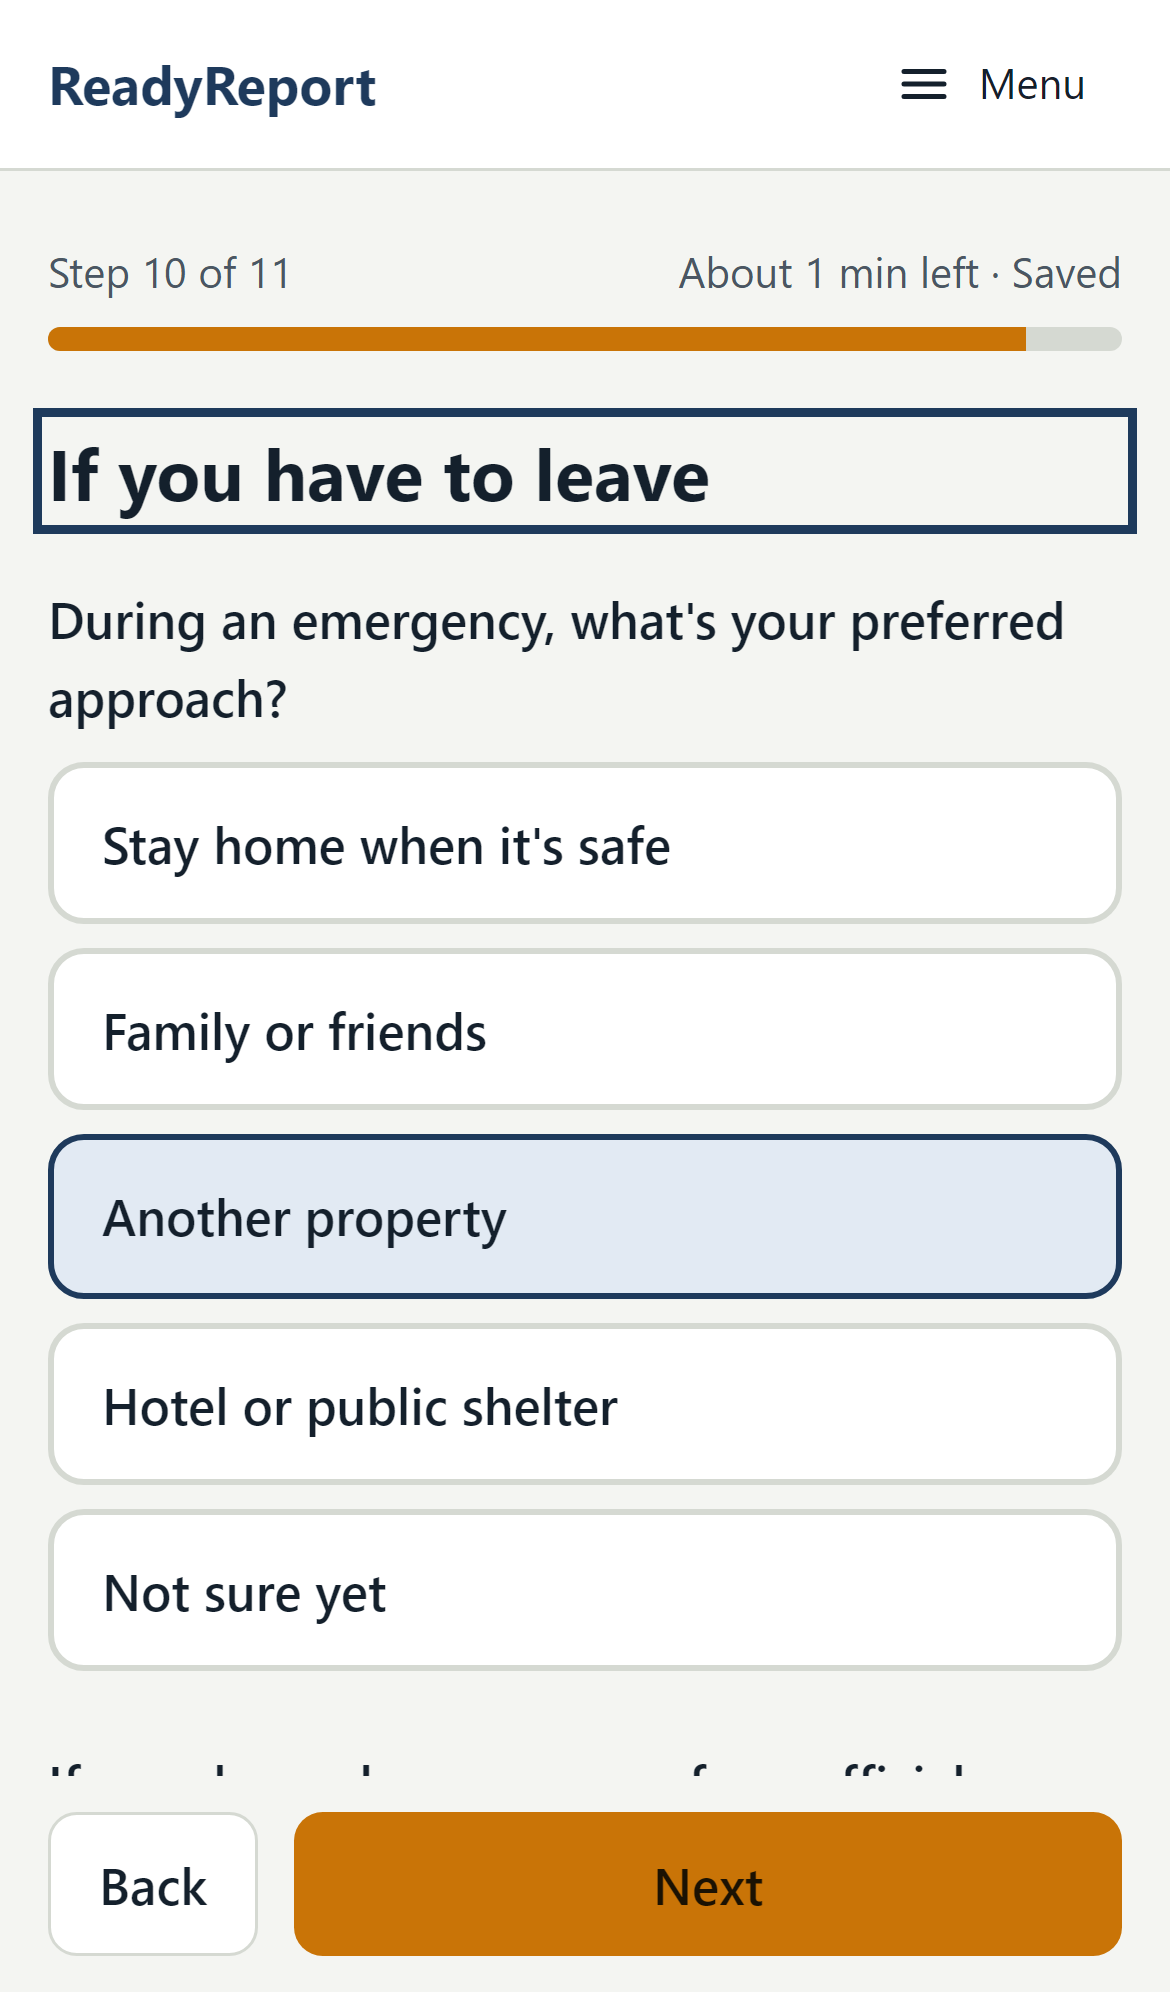 ReadyReport
Menu
Step 10 of 11
About 1 min left · Saved
If you have to leave
During an emergency, what's your preferred
approach?
Stay home when it's safe
Family or friends
Another property
Hotel or public shelter
Not sure yet
Back
Next